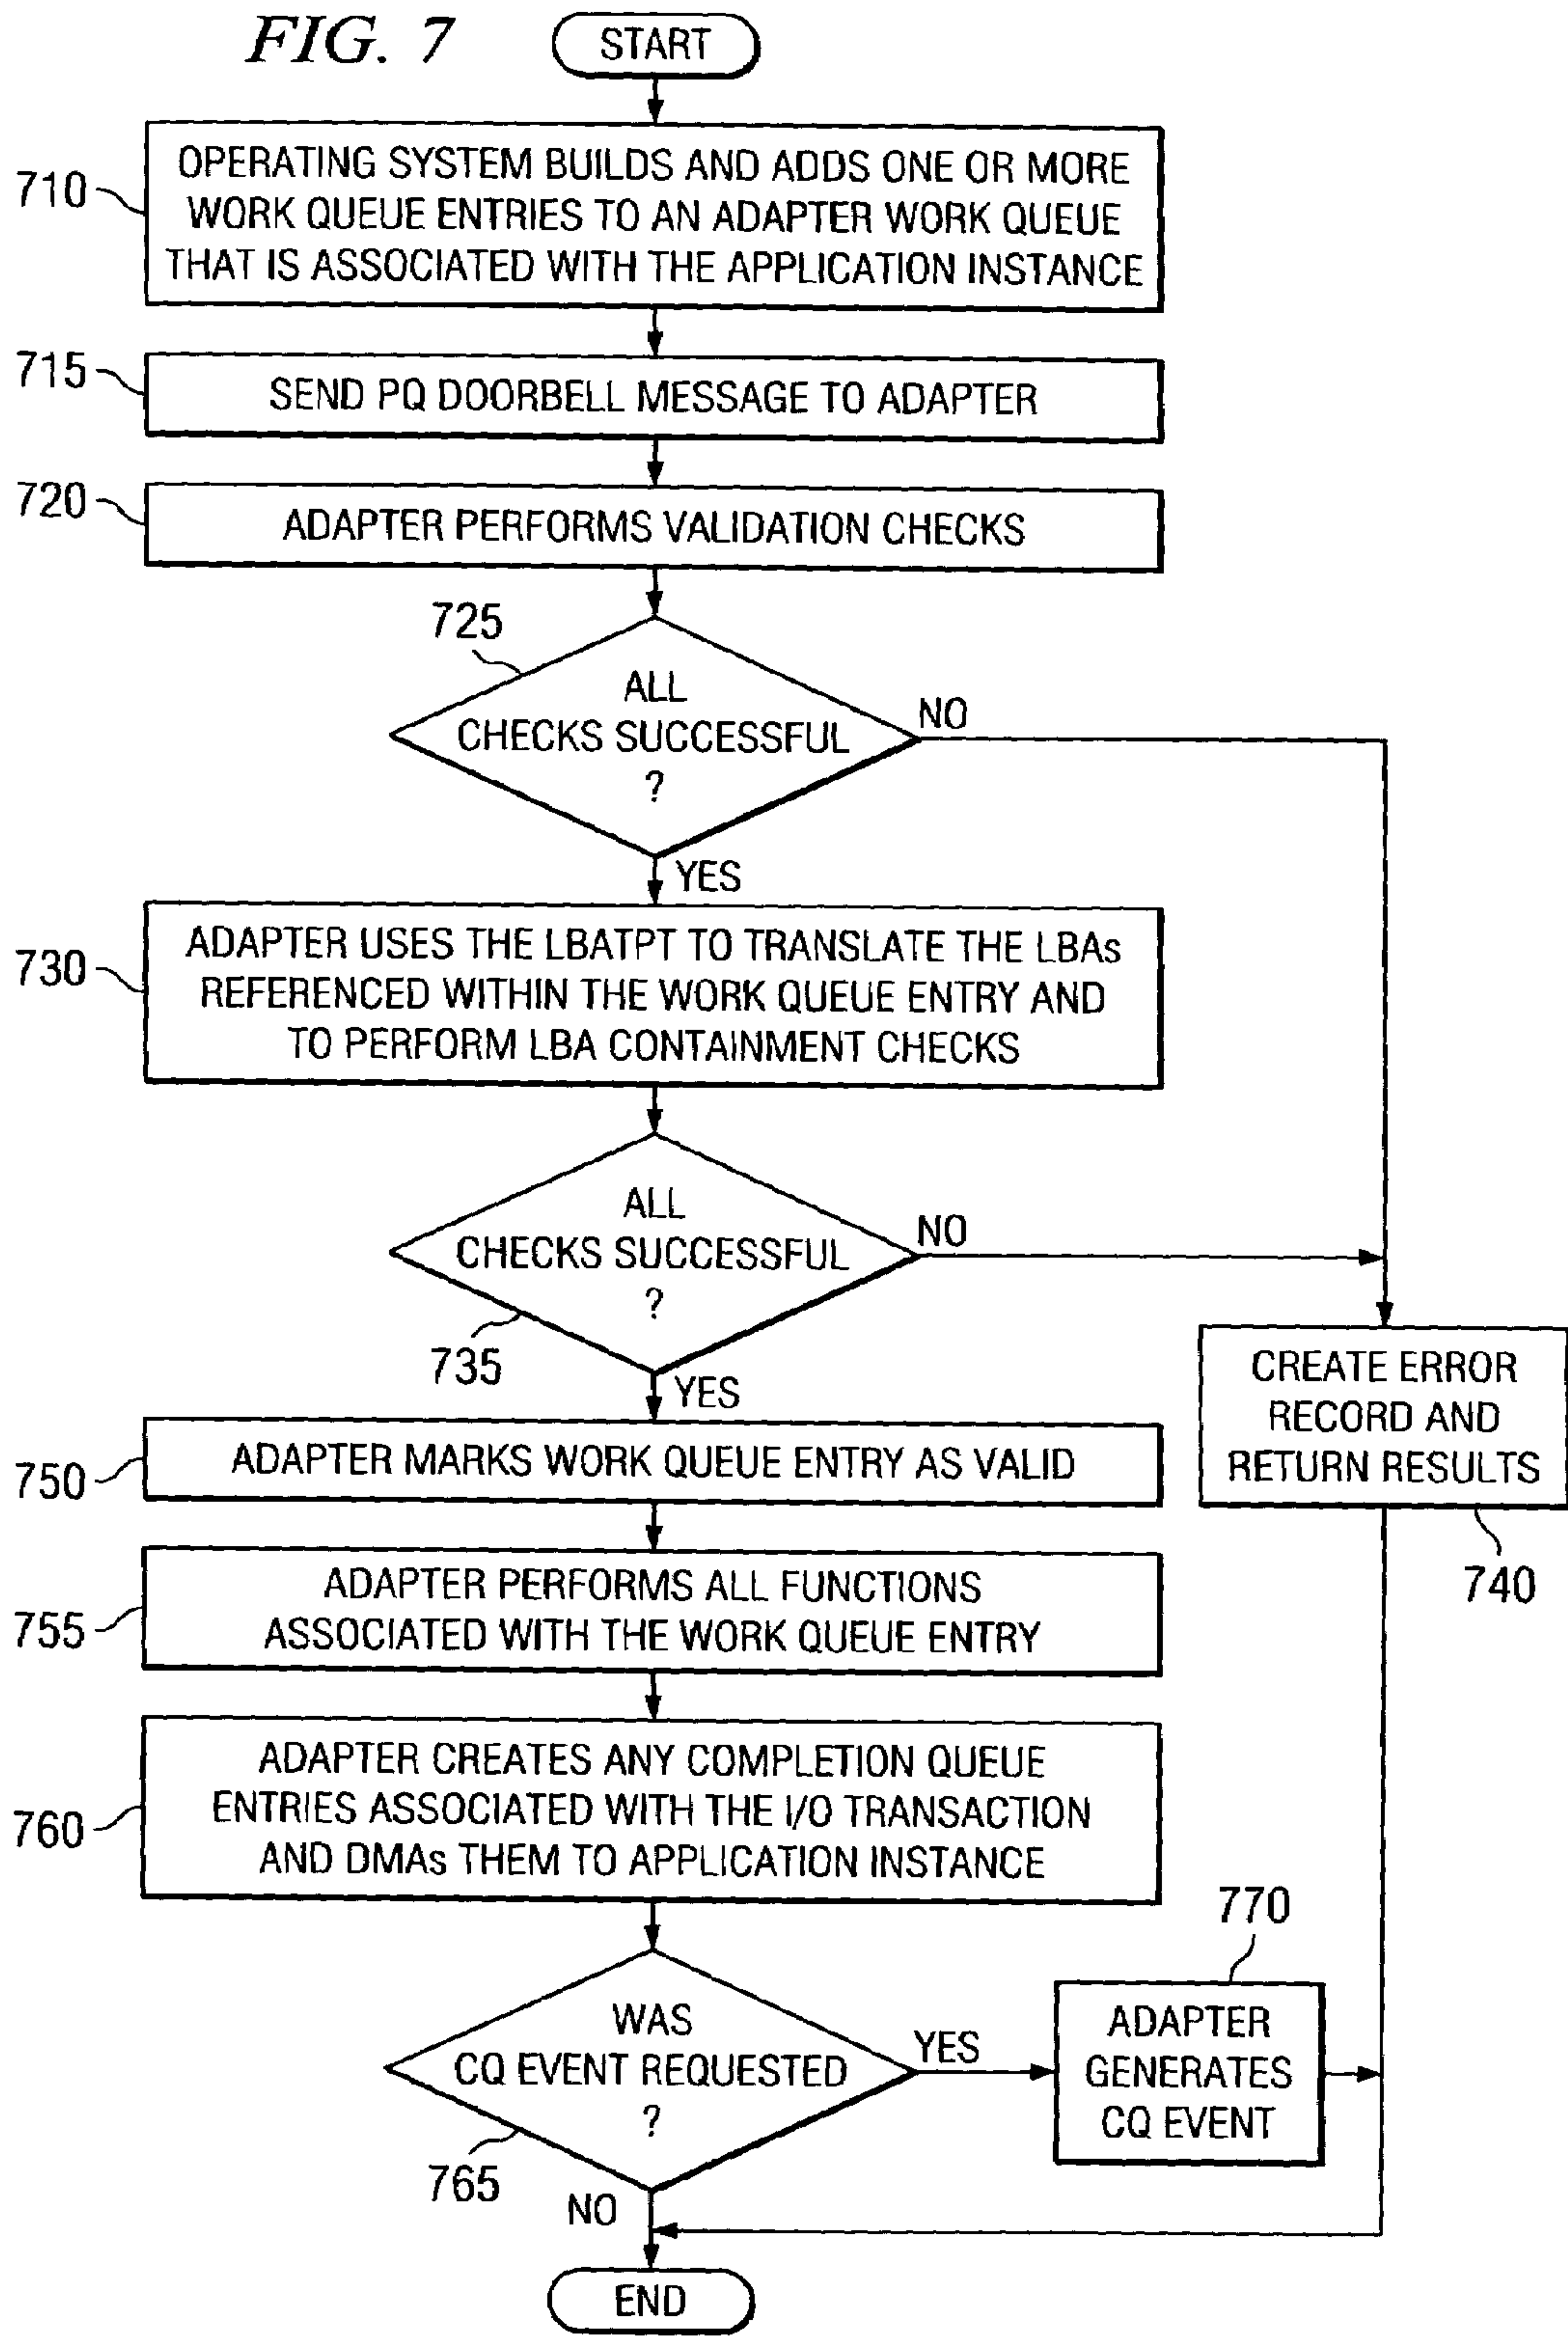 FIG. 7
START
710
OPERATING SYSTEM BUILDS AND ADDS ONE OR MORE
WORK QUEUE ENTRIES TO AN ADAPTER WORK QUEUE
THAT IS ASSOCIATED WITH THE APPLICATION INSTANCE
715
SEND PQ DOORBELL MESSAGE TO ADAPTER
720
ADAPTER PERFORMS VALIDATION CHECKS
725
ALL
CHECKS SUCCESSFUL
?
NO
YES
730
ADAPTER USES THE LBATPT TO TRANSLATE THE LBAs
REFERENCED WITHIN THE WORK QUEUE ENTRY AND
TO PERFORM LBA CONTAINMENT CHECKS
ALL
CHECKS SUCCESSFUL
?
NO
735
YES
CREATE ERROR
RECORD AND
RETURN RESULTS
740
750
ADAPTER MARKS WORK QUEUE ENTRY AS VALID
755
ADAPTER PERFORMS ALL FUNCTIONS
ASSOCIATED WITH THE WORK QUEUE ENTRY
760
ADAPTER CREATES ANY COMPLETION QUEUE
ENTRIES ASSOCIATED WITH THE I/O TRANSACTION
AND DMAs THEM TO APPLICATION INSTANCE
WAS
CQ EVENT REQUESTED
?
765
YES
770
ADAPTER
GENERATES
CQ EVENT
NO
END